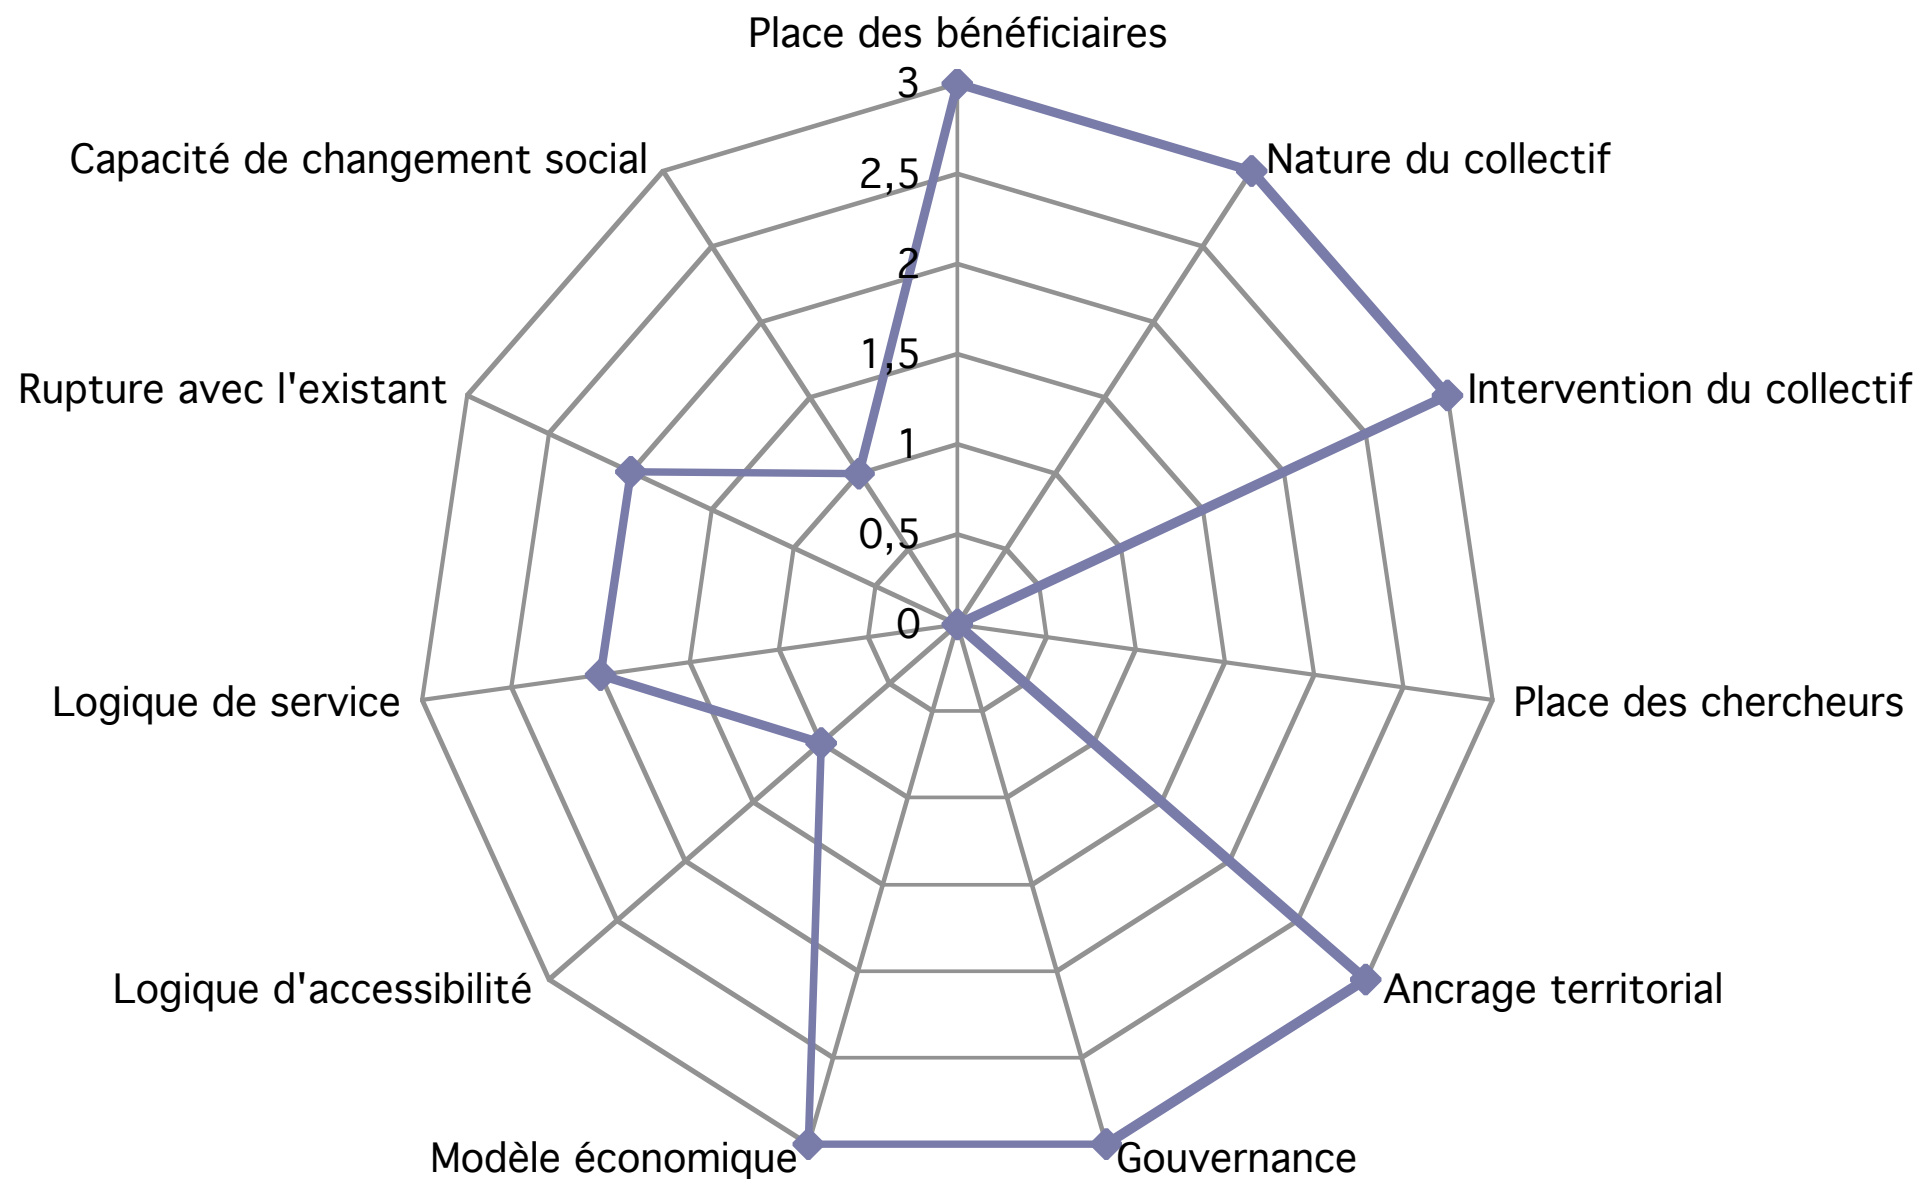 Place des bénéficiaires
3
Capacité de changement social
Nature du collectif
2,5
2
1,5
Rupture avec l'existant
Intervention du collectif
1
0,5
0
Logique de service
Place des chercheurs
Logique d'accessibilité
Ancrage territorial
Modèle économique
Gouvernance